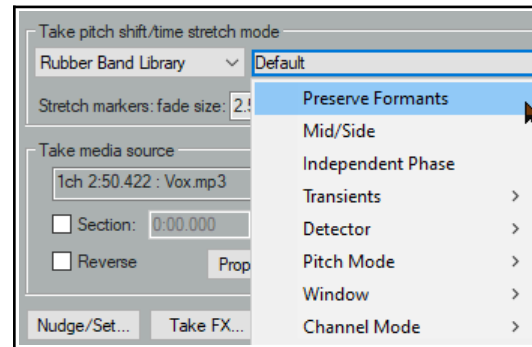 Take pitch shift/time stretch mode
Rubber Band Library Default
Stretch markers: fade size: 2.
Preserve Formants
Mid/Side
Independent Phase
Transients
Detector
Pitch Mode
Window
Channel Mode
Take media source
1ch 2:50.422 : Vox.mp3
Section: 0:00.000
Reverse Prop
Nudge/Set... Take FX...